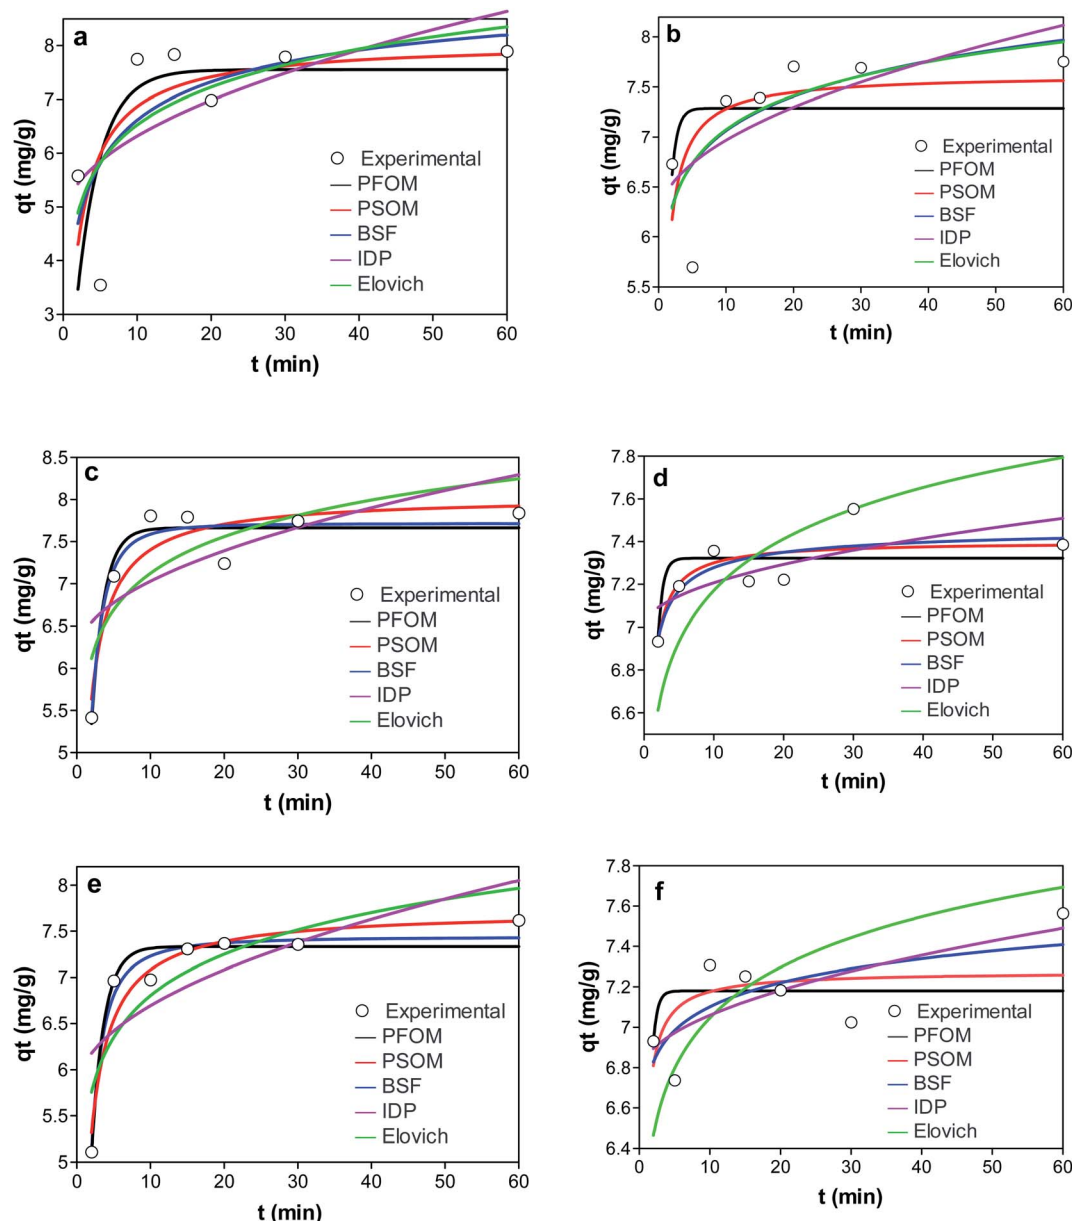 a
8
7
6
5
4
3
qt (mg/g)
Experimental
PFOM
PSOM
BSF
IDP
Elovich
0 10 20 30 40 50 60
t (min)
b
8
7.5
7
6.5
6
5.5
qt (mg/g)
Experimental
PFOM
PSOM
BSF
IDP
Elovich
0 10 20 30 40 50 60
t (min)
c
8.5
8
7.5
7
6.5
6
5.5
5
qt (mg/g)
Experimental
PFOM
PSOM
BSF
IDP
Elovich
0 10 20 30 40 50 60
t (min)
d
7.8
7.6
7.4
7.2
7
6.8
6.6
qt (mg/g)
Experimental
PFOM
PSOM
BSF
IDP
Elovich
0 10 20 30 40 50 60
t (min)
e
8
7.5
7
6.5
6
5.5
5
qt (mg/g)
Experimental
PFOM
PSOM
BSF
IDP
Elovich
0 10 20 30 40 50 60
t (min)
f
7.8
7.6
7.4
7.2
7
6.8
6.6
6.4
qt (mg/g)
Experimental
PFOM
PSOM
BSF
IDP
Elovich
0 10 20 30 40 50 60
t (min)